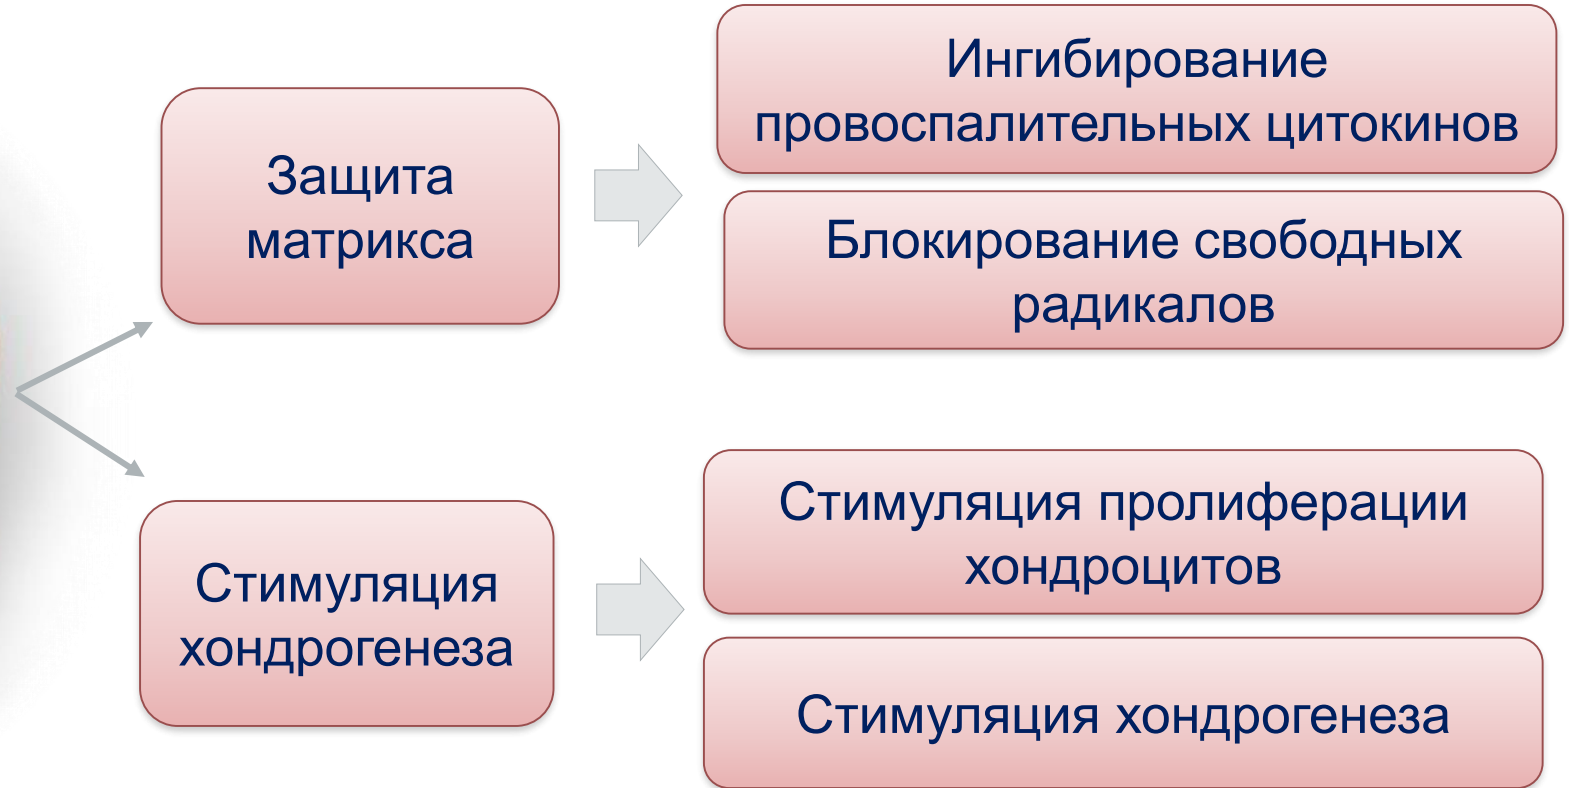 Защита
матрикса
Ингибирование
провоспалительных цитокинов
Блокирование свободных
радикалов
Стимуляция
хондрогенеза
Стимуляция пролиферации
хондроцитов
Стимуляция хондрогенеза